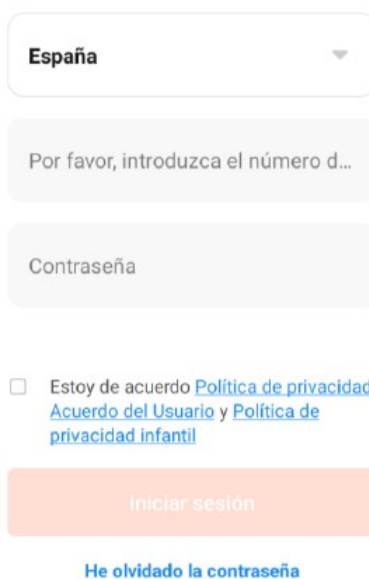 España
Por favor, introduzca el número d...
Contraseña
Estoy de acuerdo Política de privacidad
Acuerdo del Usuario y Política de
privacidad infantil
Iniciar sesión
He olvidado la contraseña